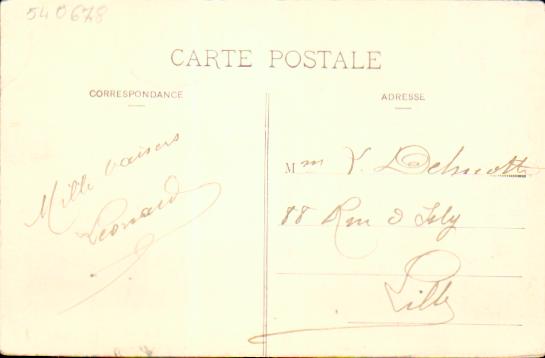 540678
CARTE POSTALE
CORRESPONDANCE
ADRESSE
Mille baisers
Léonard
Mme V. Delmotte
88 Rue d Isly
Lille